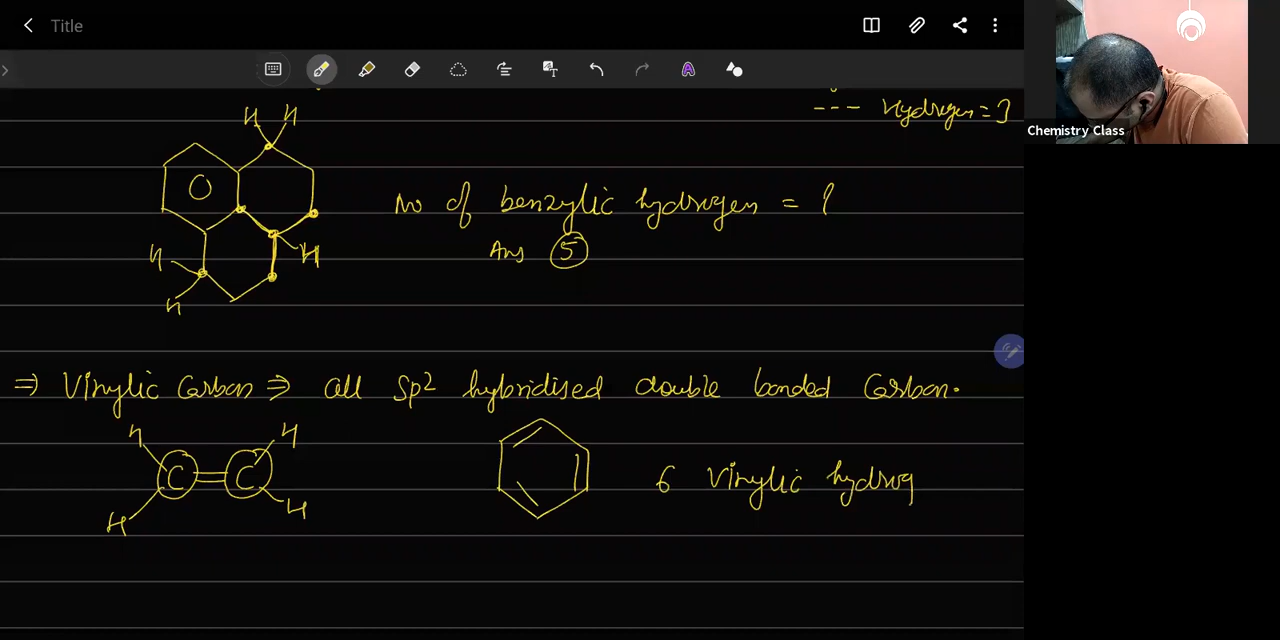 Title
H H
--- Hydrogen = ?
Chemistry Class
No of benzylic hydrogen = ?
Ans 5
H
H
H
⇒ Vinylic Carbon ⇒ all Sp2 hybridised double bonded Carbon.
H H
C = C
H H
6 Vinylic hydrog